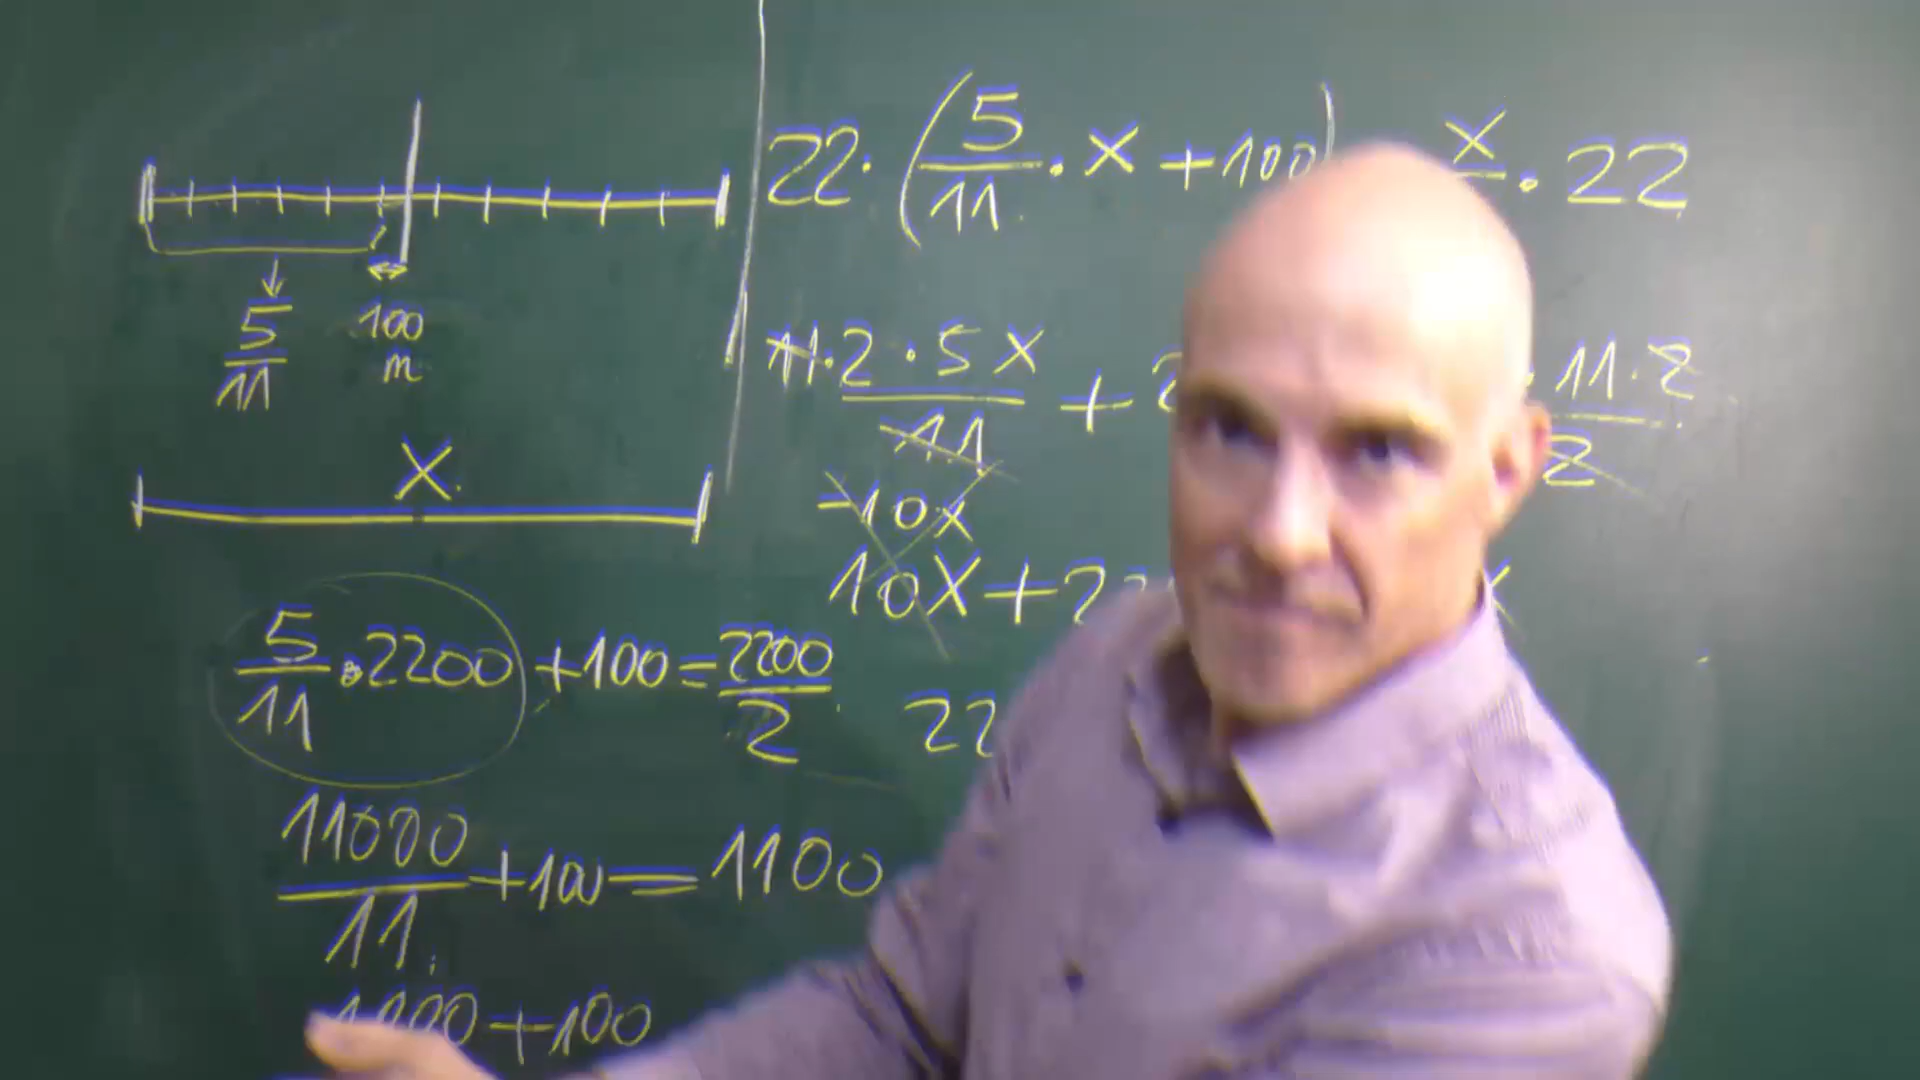 5/11
100
m
X
5/11 · 2200 + 100 = 2200/2
11000/11 + 100 = 1100
+ 100
22 · (5/11 · x + 100) x · 22
11 · 2 · 5x/11 + · 11 · 2/2
-10x
10x + 22 x
22